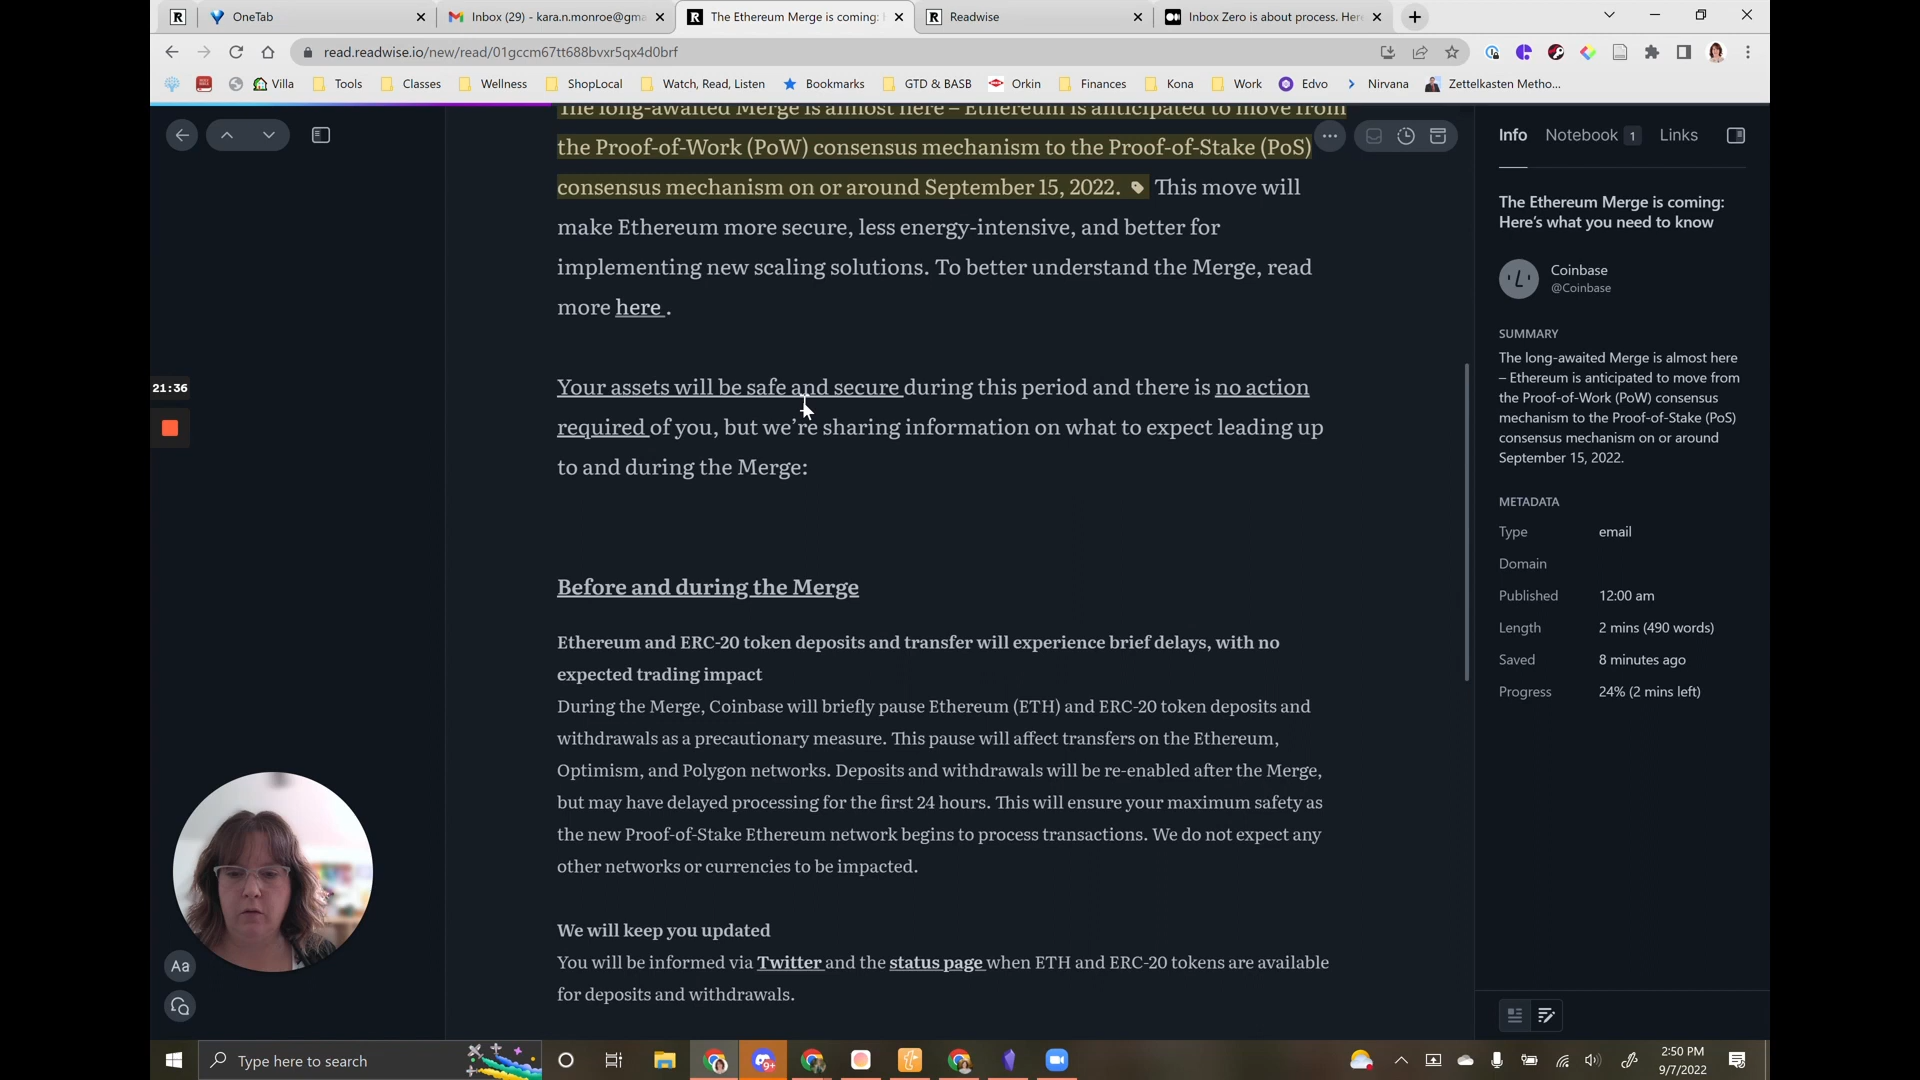 OneTab
Inbox (29) - kara.n.monroe@gma
The Ethereum Merge is coming:
Readwise
Inbox Zero is about process. Her
read.readwise.io/new/read/01gccm67tt688bvxr5qx4d0brf
Villa
Tools
Classes
Wellness
ShopLocal
Watch, Read, Listen
Bookmarks
GTD & BASB
Orkin
Finances
Kona
Work
Edvo
Nirvana
Zettelkasten Metho...
The long-awaited Merge is almost here – Ethereum is anticipated to move from
the Proof-of-Work (PoW) consensus mechanism to the Proof-of-Stake (PoS)
consensus mechanism on or around September 15, 2022. This move will
make Ethereum more secure, less energy-intensive, and better for
implementing new scaling solutions. To better understand the Merge, read
more here .
Your assets will be safe and secure during this period and there is no action
required of you, but we’re sharing information on what to expect leading up
to and during the Merge:
Before and during the Merge
Ethereum and ERC-20 token deposits and transfer will experience brief delays, with no
expected trading impact
During the Merge, Coinbase will briefly pause Ethereum (ETH) and ERC-20 token deposits and
withdrawals as a precautionary measure. This pause will affect transfers on the Ethereum,
Optimism, and Polygon networks. Deposits and withdrawals will be re-enabled after the Merge,
but may have delayed processing for the first 24 hours. This will ensure your maximum safety as
the new Proof-of-Stake Ethereum network begins to process transactions. We do not expect any
other networks or currencies to be impacted.
We will keep you updated
You will be informed via Twitter and the status page when ETH and ERC-20 tokens are available
for deposits and withdrawals.
21:36
Aa
Info
Notebook 1
Links
The Ethereum Merge is coming:
Here’s what you need to know
Coinbase
@Coinbase
SUMMARY
The long-awaited Merge is almost here
– Ethereum is anticipated to move from
the Proof-of-Work (PoW) consensus
mechanism to the Proof-of-Stake (PoS)
consensus mechanism on or around
September 15, 2022.
METADATA
Type email
Domain
Published 12:00 am
Length 2 mins (490 words)
Saved 8 minutes ago
Progress 24% (2 mins left)
Type here to search
9+
2:50 PM
9/7/2022